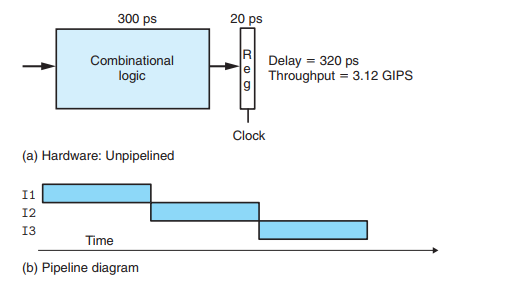 300 ps
20 ps
Combinational
logic
R
e
g
Delay = 320 ps
Throughput = 3.12 GIPS
Clock
(a) Hardware: Unpipelined
I1
I2
I3
Time
(b) Pipeline diagram